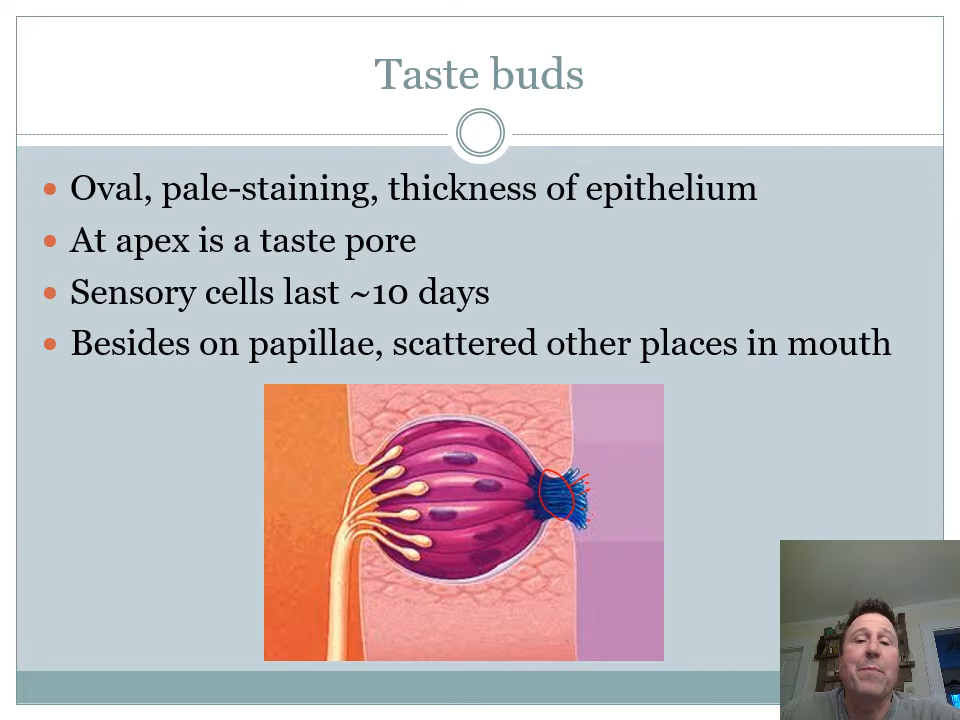 Taste buds
Oval, pale-staining, thickness of epithelium
At apex is a taste pore
Sensory cells last ~10 days
Besides on papillae, scattered other places in mouth